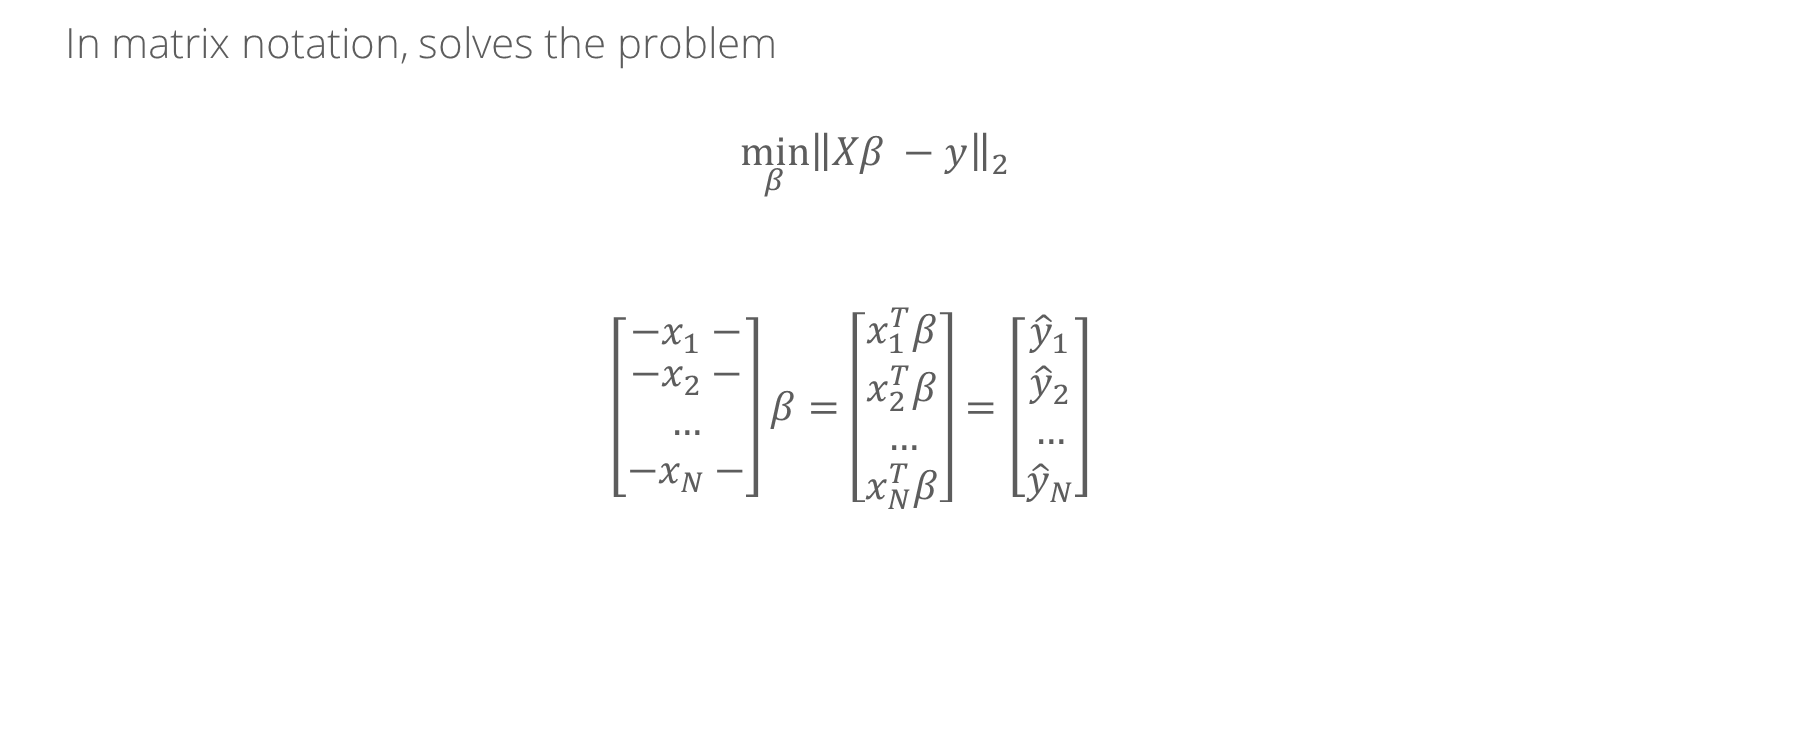 In matrix notation, solves the problem
min‖Xβ − y‖₂
β
[−x₁ −
−x₂ −
...
−x_N −] β = [x₁ᵀβ
x₂ᵀβ
...
x_Nᵀβ] = [ŷ₁
ŷ₂
...
ŷ_N]